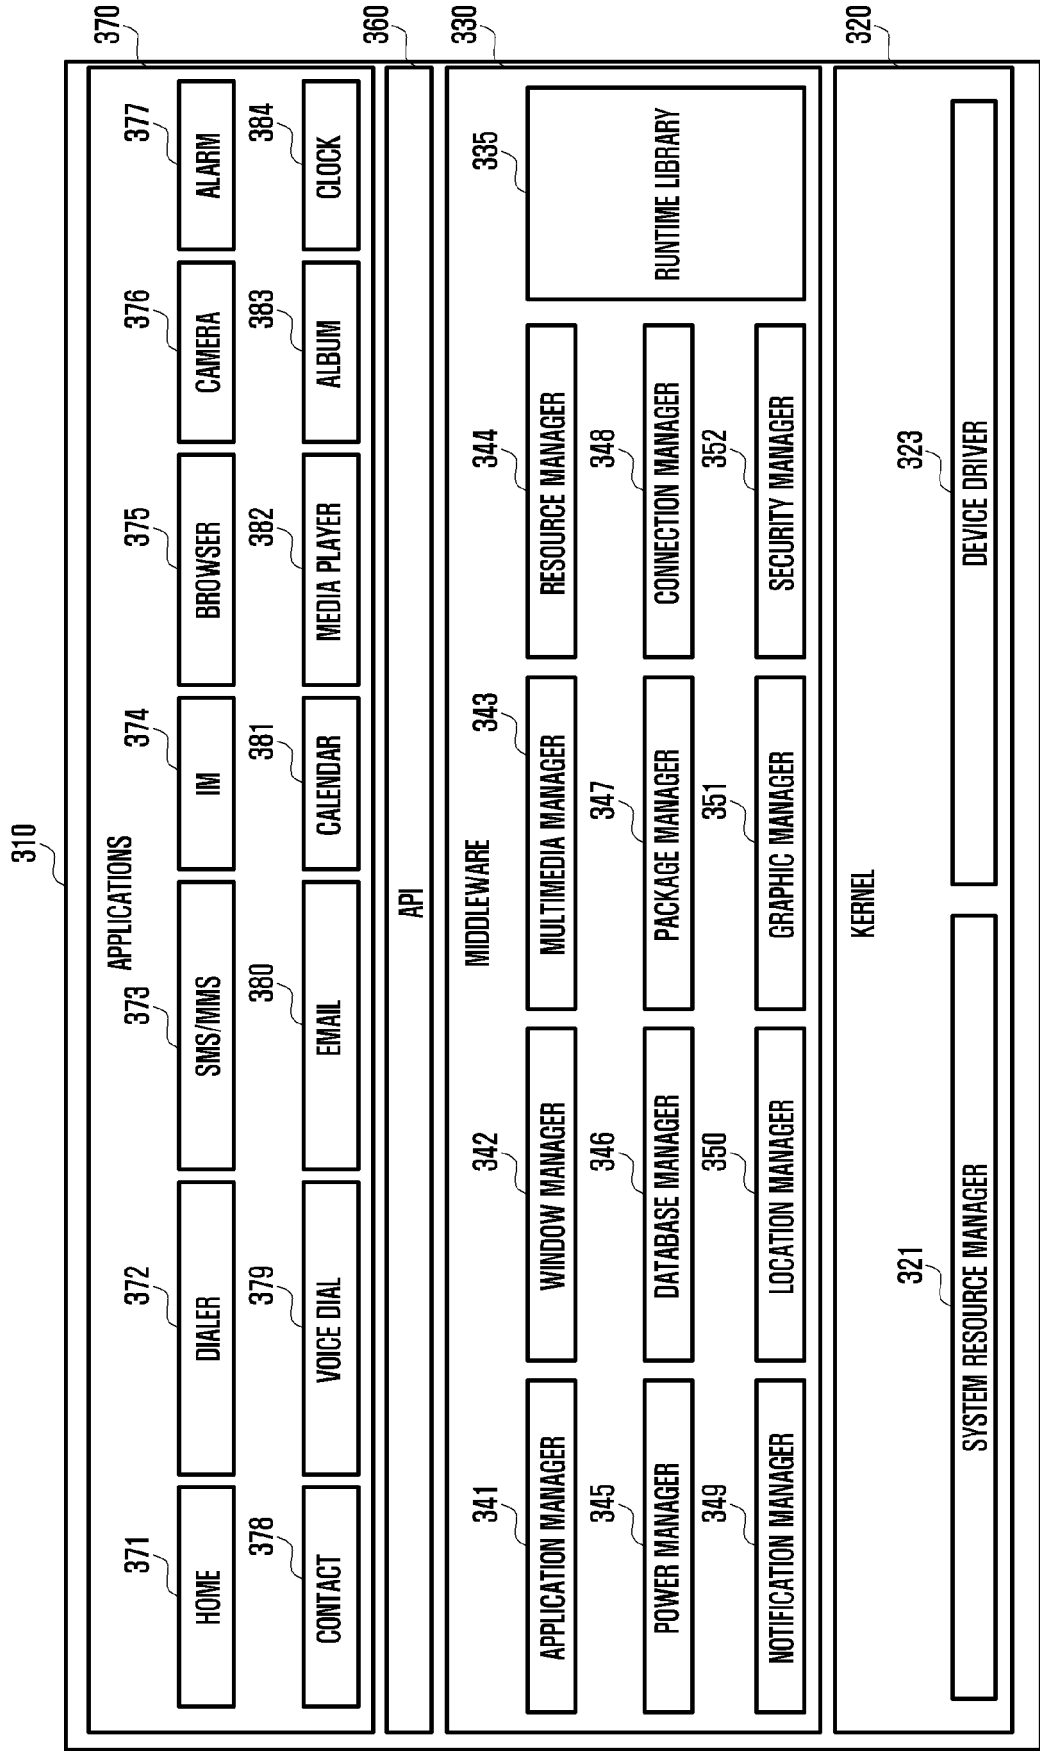 310
APPLICATIONS
370
371
372
373
374
375
376
377
HOME
DIALER
SMS/MMS
IM
BROWSER
CAMERA
ALARM
378
379
380
381
382
383
384
CONTACT
VOICE DIAL
EMAIL
CALENDAR
MEDIA PLAYER
ALBUM
CLOCK
360
API
330
MIDDLEWARE
341
342
343
344
335
APPLICATION MANAGER
WINDOW MANAGER
MULTIMEDIA MANAGER
RESOURCE MANAGER
RUNTIME LIBRARY
345
346
347
348
POWER MANAGER
DATABASE MANAGER
PACKAGE MANAGER
CONNECTION MANAGER
349
350
351
352
NOTIFICATION MANAGER
LOCATION MANAGER
GRAPHIC MANAGER
SECURITY MANAGER
320
KERNEL
321
323
SYSTEM RESOURCE MANAGER
DEVICE DRIVER